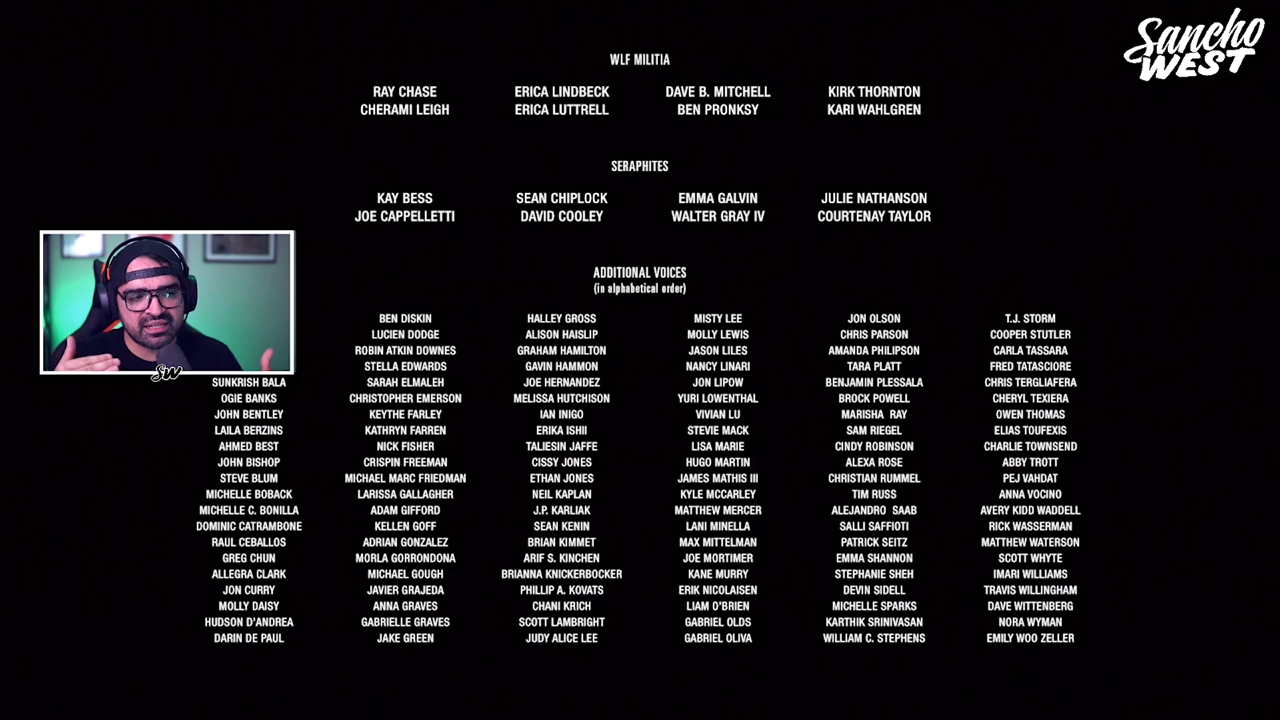 Sancho
WEST
WLF MILITIA
RAY CHASE ERICA LINDBECK DAVE B. MITCHELL KIRK THORNTON
CHERAMI LEIGH ERICA LUTTRELL BEN PRONKSY KARI WAHLGREN
SERAPHITES
KAY BESS SEAN CHIPLOCK EMMA GALVIN JULIE NATHANSON
JOE CAPPELLETTI DAVID COOLEY WALTER GRAY IV COURTENAY TAYLOR
ADDITIONAL VOICES
(in alphabetical order)
BEN DISKIN HALLEY GROSS MISTY LEE JON OLSON T.J. STORM
LUCIEN DODGE ALISON HAISLIP MOLLY LEWIS CHRIS PARSON COOPER STUTLER
ROBIN ATKIN DOWNES GRAHAM HAMILTON JASON LILES AMANDA PHILIPSON CARLA TASSARA
STELLA EDWARDS GAVIN HAMMON NANCY LINARI TARA PLATT FRED TATASCIORE
SUNKRISH BALA SARAH ELMALEH JOE HERNANDEZ JON LIPOW BENJAMIN PLESSALA CHRIS TERGLIAFERA
OGIE BANKS CHRISTOPHER EMERSON MELISSA HUTCHISON YURI LOWENTHAL BROCK POWELL CHERYL TEXIERA
JOHN BENTLEY KEYTHE FARLEY IAN INIGO VIVIAN LU MARISHA RAY OWEN THOMAS
LAILA BERZINS KATHRYN FARREN ERIKA ISHII STEVIE MACK SAM RIEGEL ELIAS TOUFEXIS
AHMED BEST NICK FISHER TALIESIN JAFFE LISA MARIE CINDY ROBINSON CHARLIE TOWNSEND
JOHN BISHOP CRISPIN FREEMAN CISSY JONES HUGO MARTIN ALEXA ROSE ABBY TROTT
STEVE BLUM MICHAEL MARC FRIEDMAN ETHAN JONES JAMES MATHIS III CHRISTIAN RUMMEL PEJ VAHDAT
MICHELLE BOBACK LARISSA GALLAGHER NEIL KAPLAN KYLE MCCARLEY TIM RUSS ANNA VOCINO
MICHELLE C. BONILLA ADAM GIFFORD J.P. KARLIAK MATTHEW MERCER ALEJANDRO SAAB AVERY KIDD WADDELL
DOMINIC CATRAMBONE KELLEN GOFF SEAN KENIN LANI MINELLA SALLI SAFFIOTI RICK WASSERMAN
RAUL CEBALLOS ADRIAN GONZALEZ BRIAN KIMMET MAX MITTELMAN PATRICK SEITZ MATTHEW WATERSON
GREG CHUN MORLA GORRONDONA ARIF S. KINCHEN JOE MORTIMER EMMA SHANNON SCOTT WHYTE
ALLEGRA CLARK MICHAEL GOUGH BRIANNA KNICKERBOCKER KANE MURRY STEPHANIE SHEH IMARI WILLIAMS
JON CURRY JAVIER GRAJEDA PHILLIP A. KOVATS ERIK NICOLAISEN DEVIN SIDELL TRAVIS WILLINGHAM
MOLLY DAISY ANNA GRAVES CHANI KRICH LIAM O'BRIEN MICHELLE SPARKS DAVE WITTENBERG
HUDSON D'ANDREA GABRIELLE GRAVES SCOTT LAMBRIGHT GABRIEL OLDS KARTHIK SRINIVASAN NORA WYMAN
DARIN DE PAUL JAKE GREEN JUDY ALICE LEE GABRIEL OLIVA WILLIAM C. STEPHENS EMILY WOO ZELLER
SW